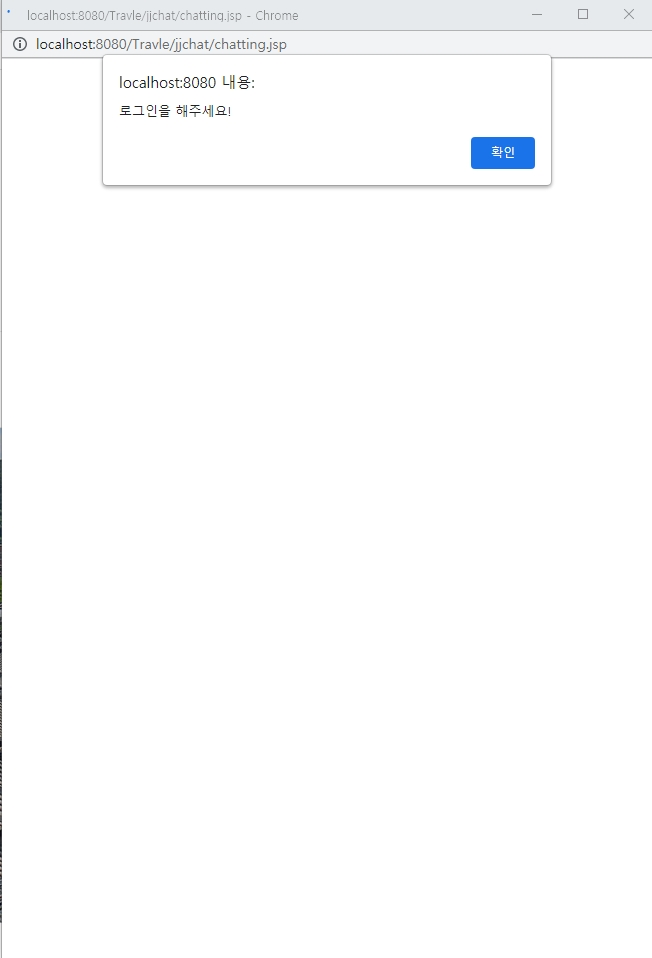 localhost:8080/Travle/jjchat/chatting.jsp - Chrome
localhost:8080/Travle/jjchat/chatting.jsp
localhost:8080 내용:
로그인을 해주세요!
확인